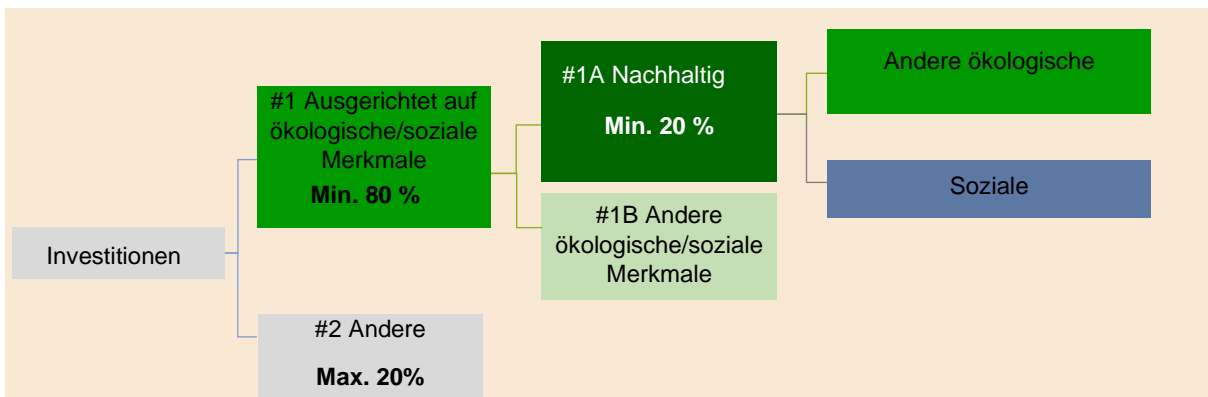 Investitionen
#1 Ausgerichtet auf
ökologische/soziale
Merkmale
Min. 80 %
#2 Andere
Max. 20%
#1A Nachhaltig
Min. 20 %
#1B Andere
ökologische/soziale
Merkmale
Andere ökologische
Soziale